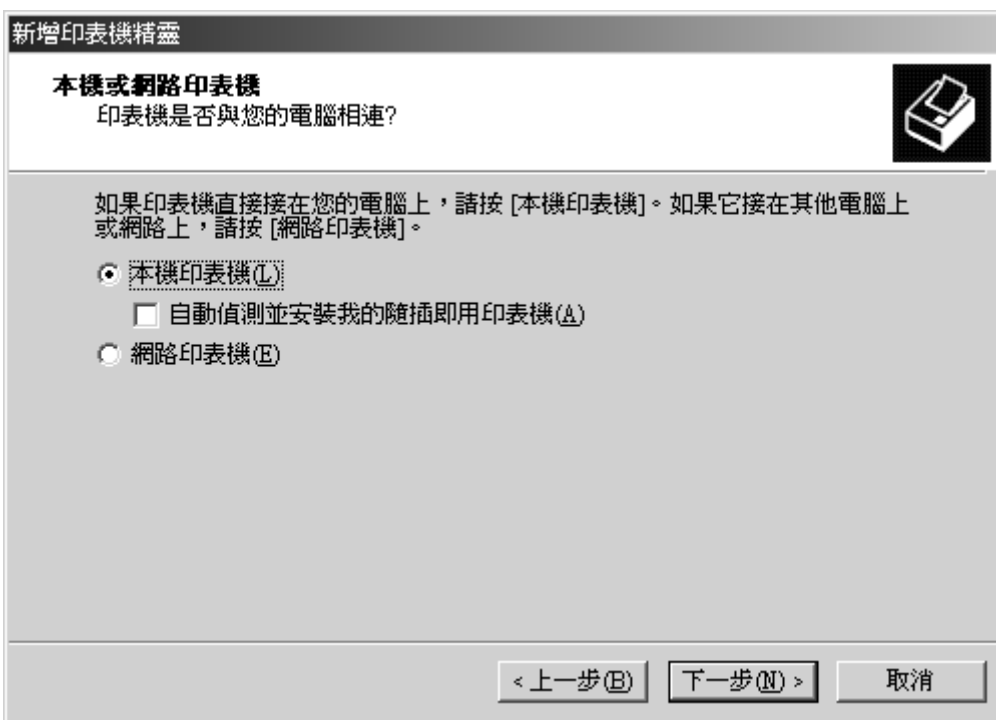 新增印表機精靈
本機或網路印表機
印表機是否與您的電腦相連?
如果印表機直接接在您的電腦上，請按 [本機印表機]。如果它接在其他電腦上
或網路上，請按 [網路印表機]。
本機印表機(L)
自動偵測並安裝我的隨插即用印表機(A)
網路印表機(E)
< 上一步(B)
下一步(N) >
取消